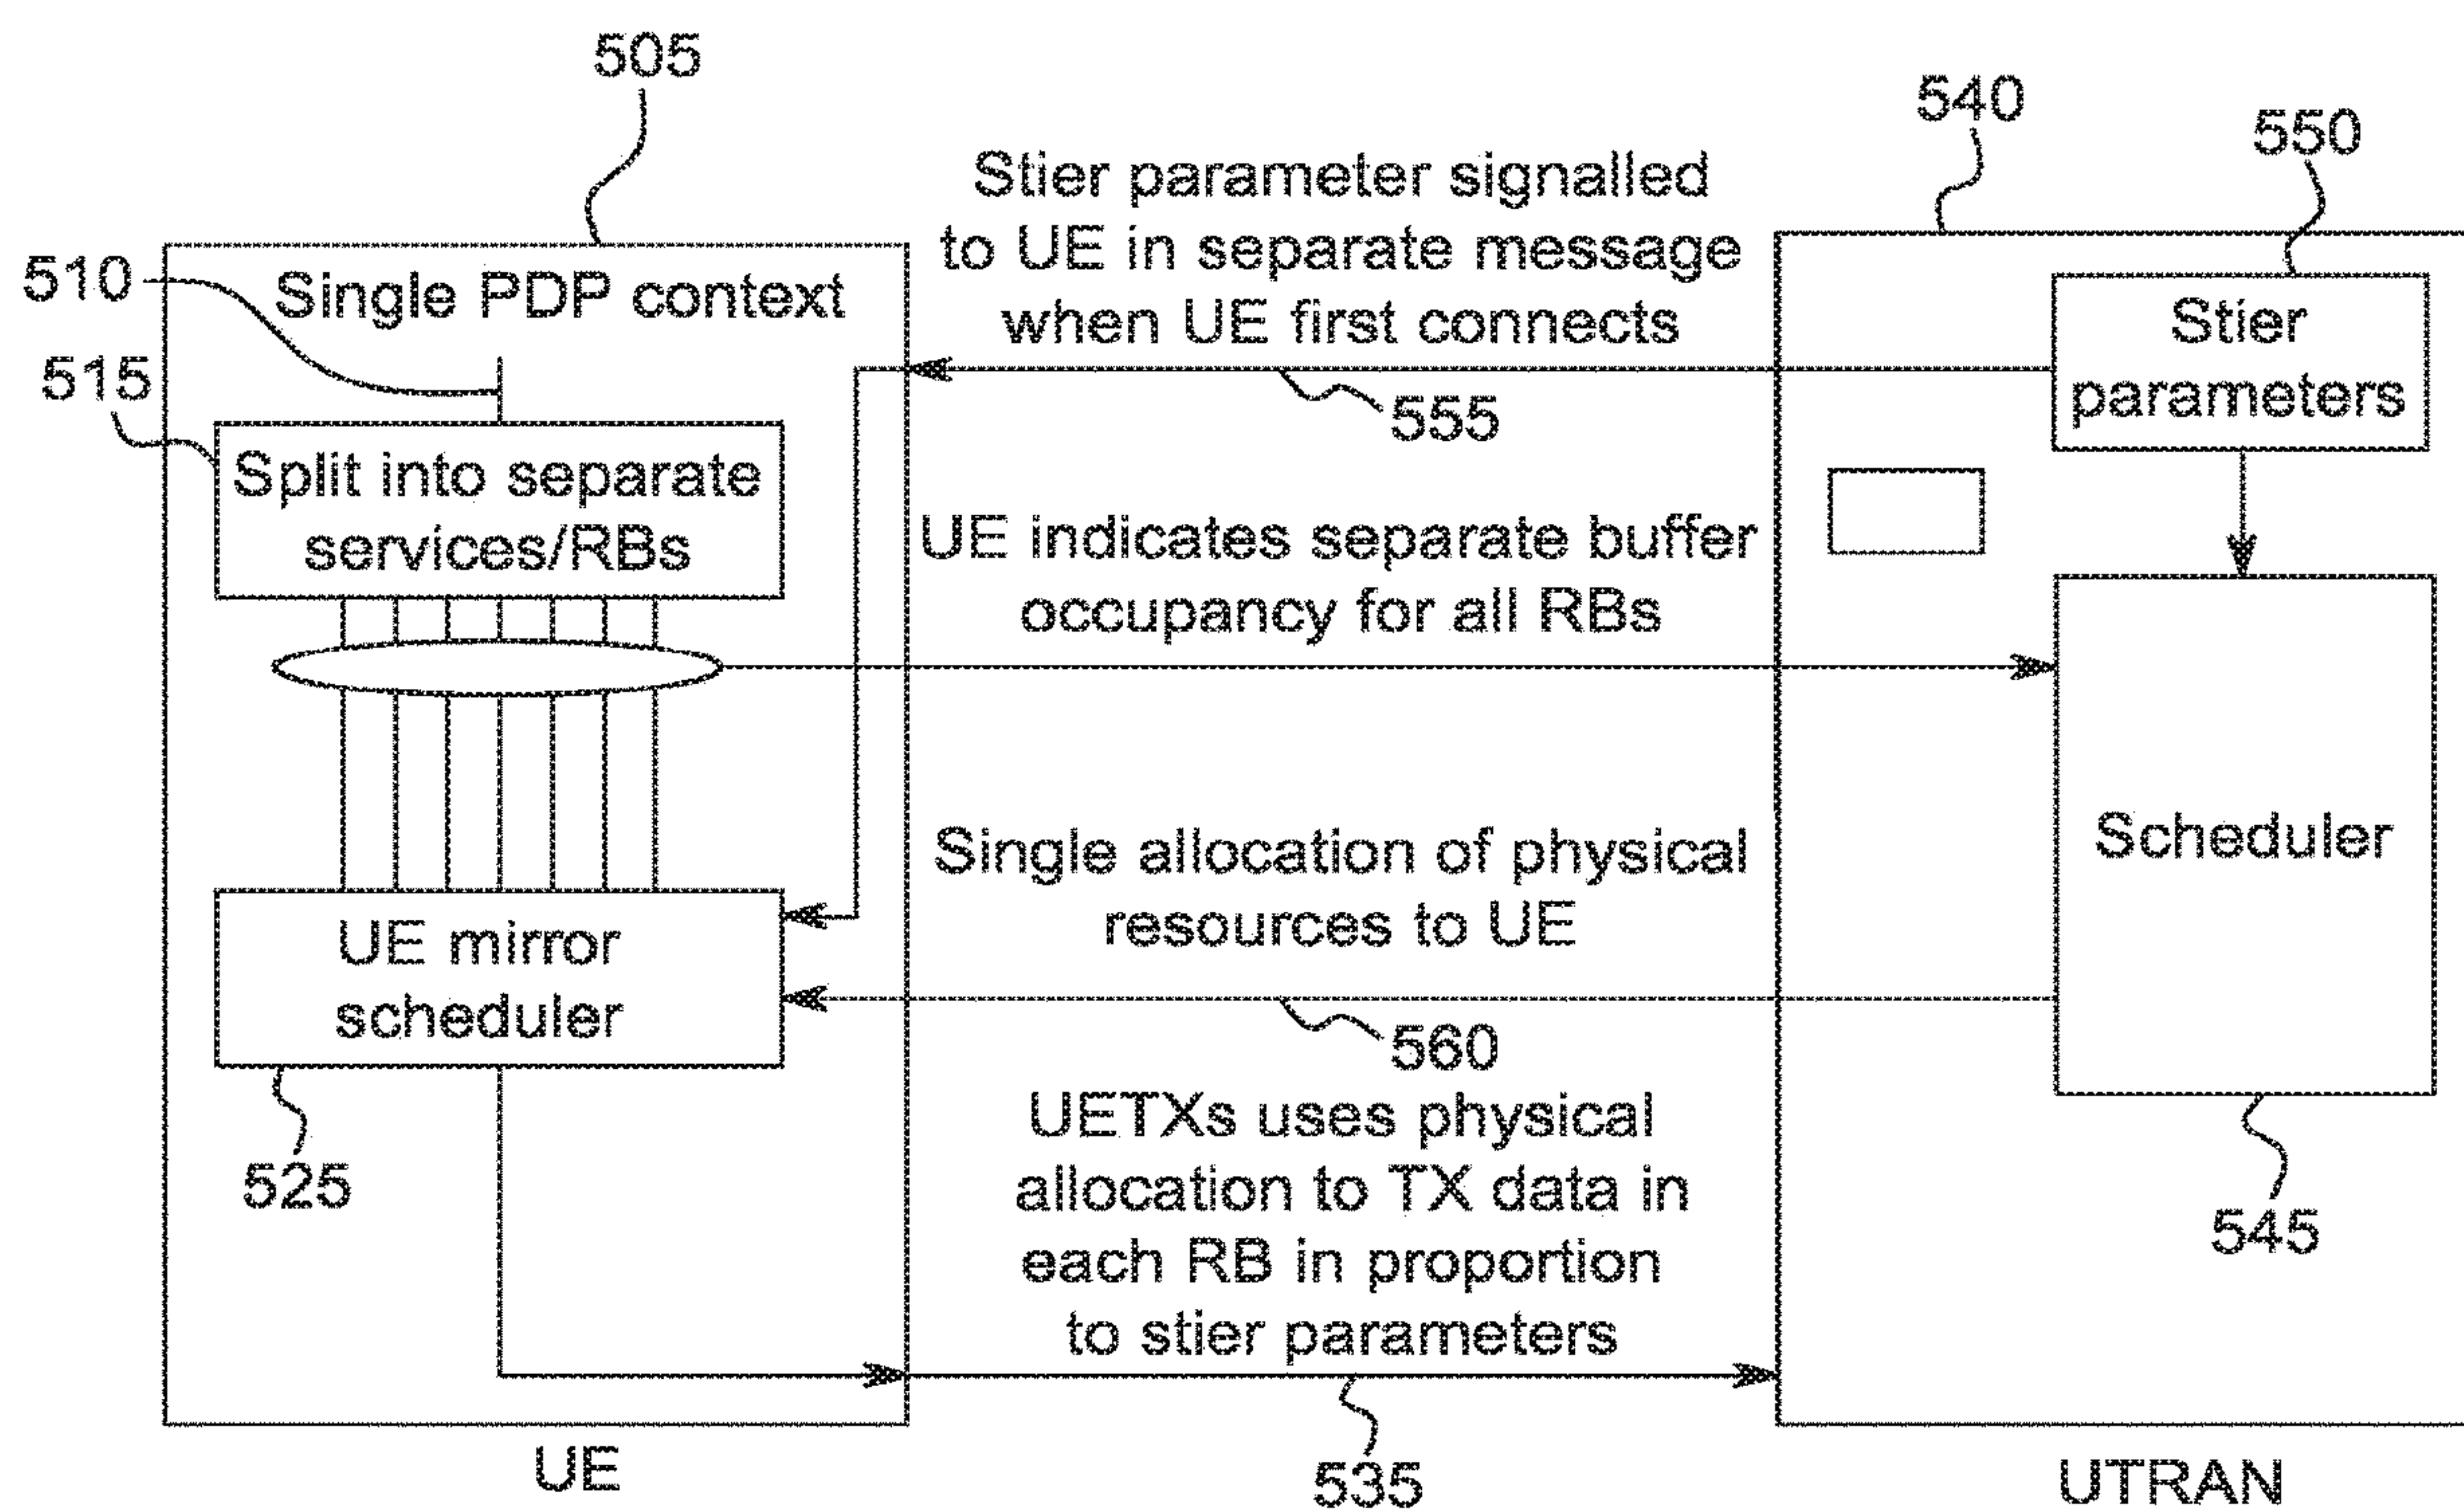 505
540
550
Stier parameter signalled
to UE in separate message
when UE first connects
510
Single PDP context
Stier
parameters
515
555
Split into separate
services/RBs
UE indicates separate buffer
occupancy for all RBs
Single allocation of physical
resources to UE
Scheduler
UE mirror
scheduler
560
525
UETXs uses physical
allocation to TX data in
each RB in proportion
to stier parameters
545
535
UE
UTRAN